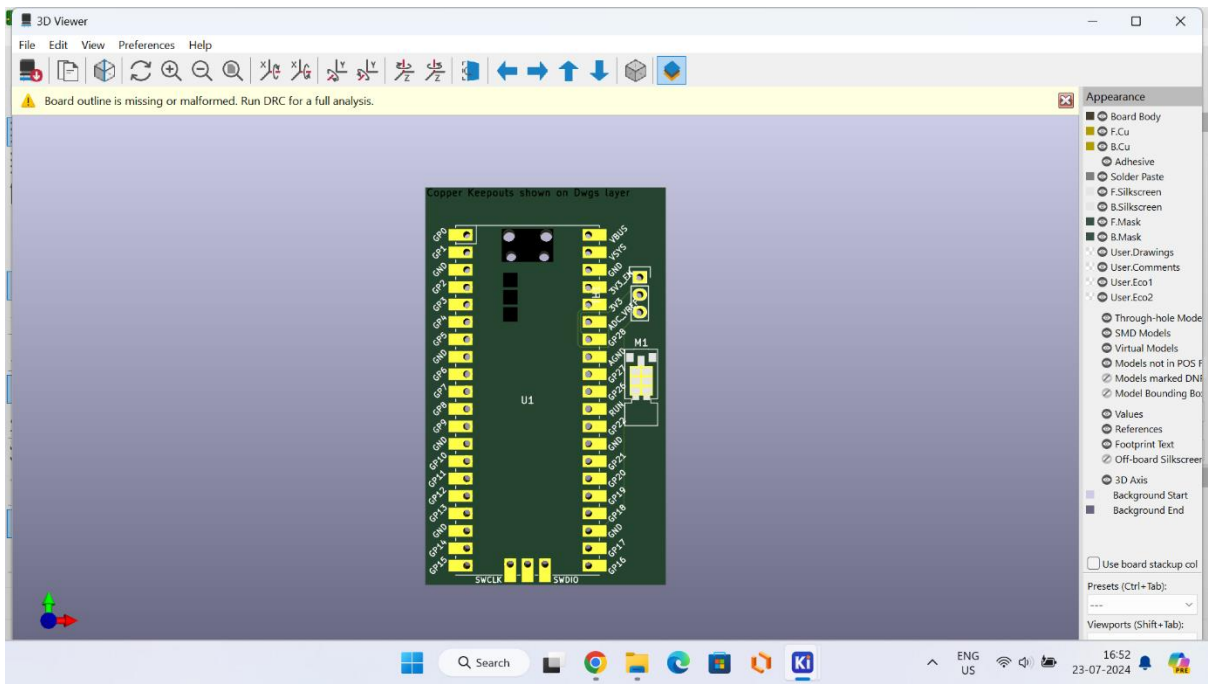 3D Viewer
File Edit View Preferences Help
Board outline is missing or malformed. Run DRC for a full analysis.
Appearance
Board Body
F.Cu
B.Cu
Adhesive
Solder Paste
F.Silkscreen
B.Silkscreen
F.Mask
B.Mask
User.Drawings
User.Comments
User.Eco1
User.Eco2
Through-hole Mode
SMD Models
Virtual Models
Models not in POS F
Models marked DNF
Model Bounding Bo
Values
References
Footprint Text
Off-board Silkscreen
3D Axis
Background Start
Background End
Use board stackup col
Presets (Ctrl+Tab):
---
Viewports (Shift+Tab):
Copper Keepouts shown on Dwgs layer
GP0 VBUS
GP1 VSYS
GND GND
GP2 3V3_EN
GP3 3V3
GP4 ADC_VREF
GP5 GP28
GND AGND M1
GP6 GP27
GP7 GP26
GP8 U1 RUN
GP9 GP22
GND GND
GP10 GP21
GP11 GP20
GP12 GP19
GP13 GP18
GND GND
GP14 GP17
GP15 GP16
SWCLK SWDIO
Search
Ki
ENG
US
16:52
23-07-2024
PRE